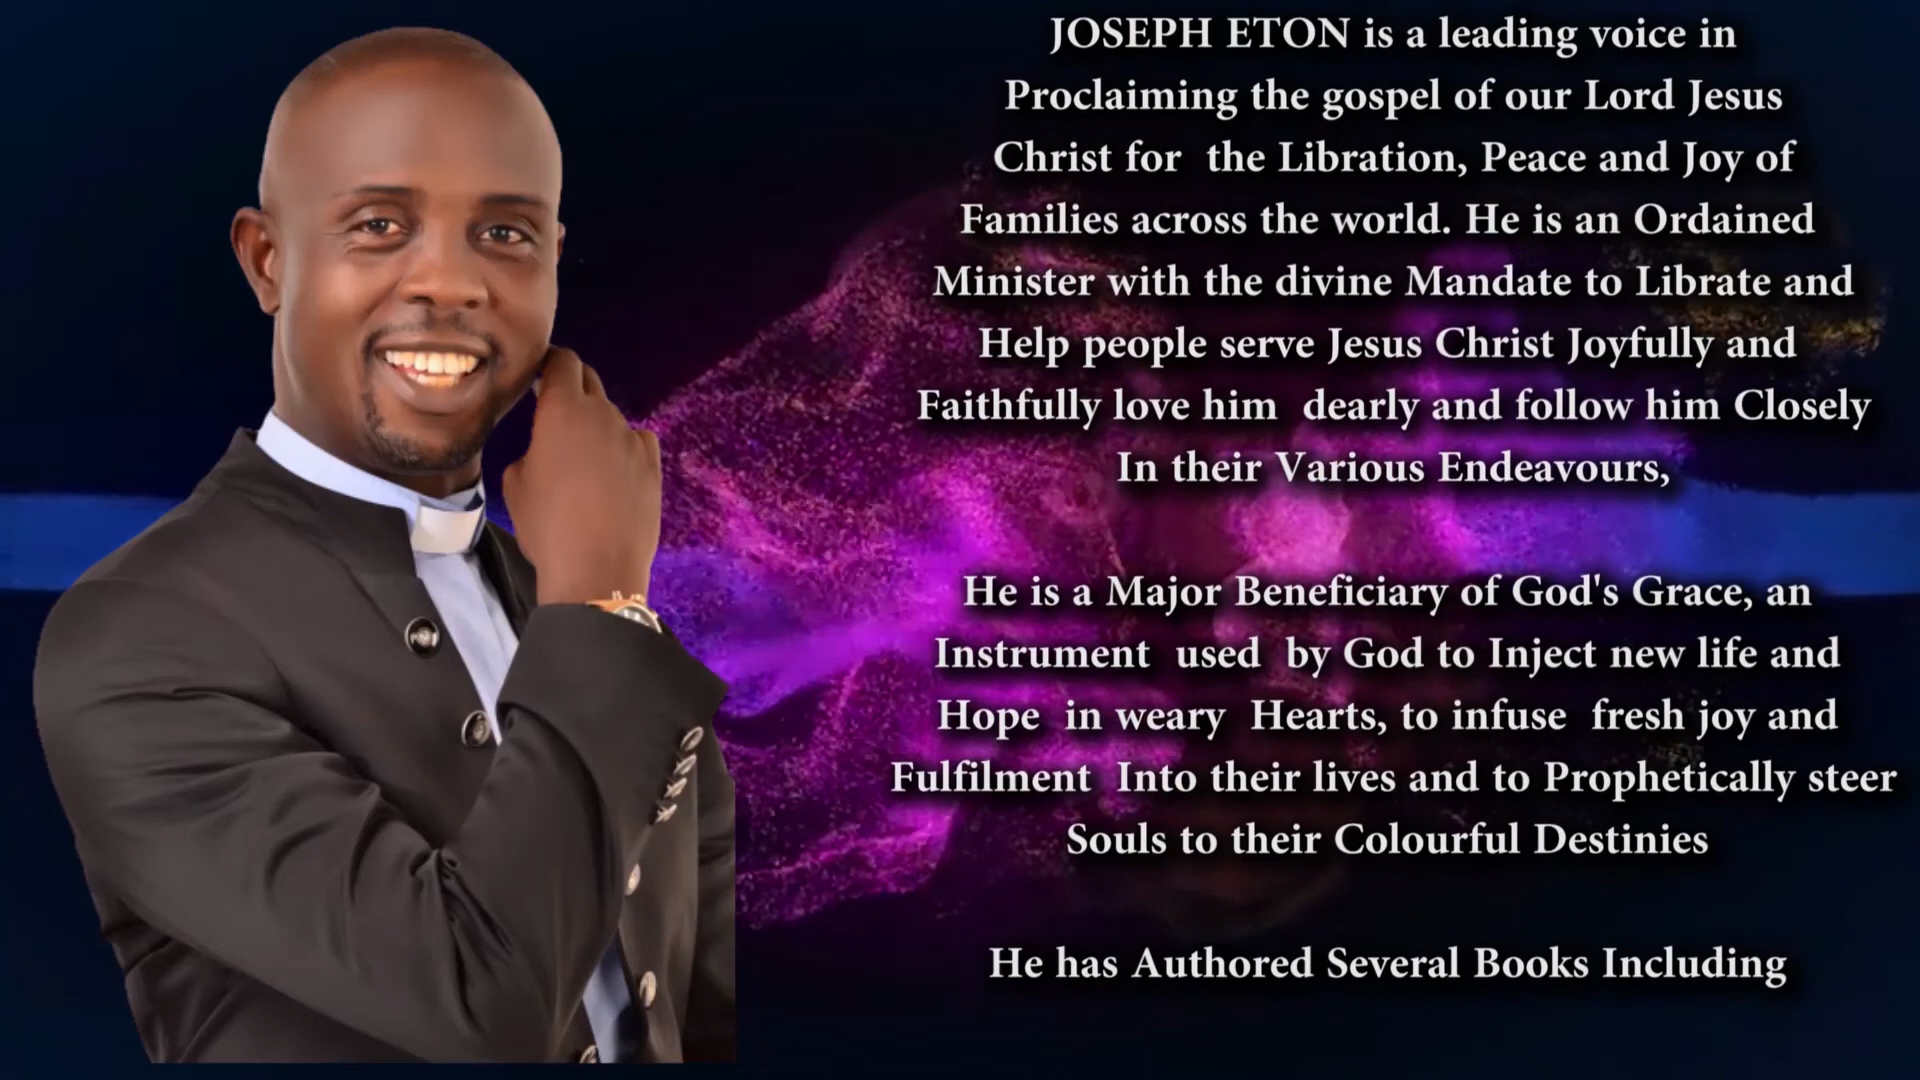 JOSEPH ETON is a leading voice in
Proclaiming the gospel of our Lord Jesus
Christ for the Libration, Peace and Joy of
Families across the world. He is an Ordained
Minister with the divine Mandate to Librate and
Help people serve Jesus Christ Joyfully and
Faithfully love him dearly and follow him Closely
In their Various Endeavours,
He is a Major Beneficiary of God's Grace, an
Instrument used by God to Inject new life and
Hope in weary Hearts, to infuse fresh joy and
Fulfilment Into their lives and to Prophetically steer
Souls to their Colourful Destinies
He has Authored Several Books Including